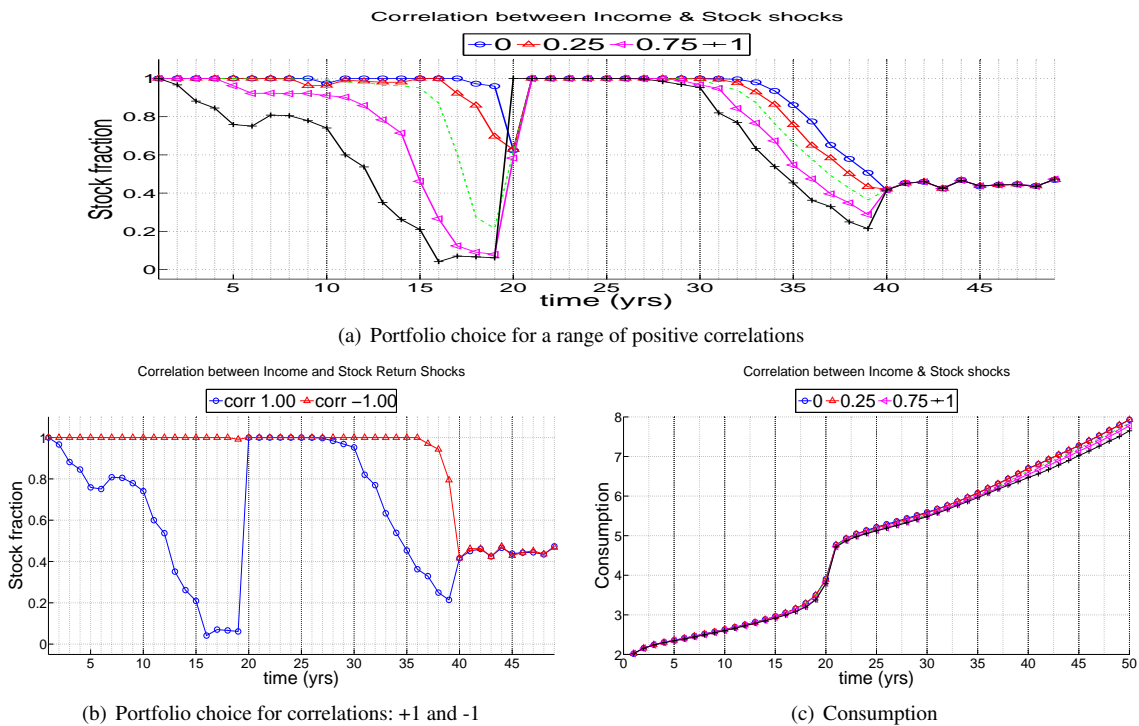 Correlation between Income & Stock shocks
0 0.25 0.75 1
1
0.8
0.6
0.4
0.2
0
Stock fraction
5 10 15 20 25 30 35 40 45
time (yrs)
(a) Portfolio choice for a range of positive correlations
Correlation between Income and Stock Return Shocks
corr 1.00 corr −1.00
1
0.8
0.6
0.4
0.2
0
Stock fraction
5 10 15 20 25 30 35 40 45
time (yrs)
(b) Portfolio choice for correlations: +1 and -1
Correlation between Income & Stock shocks
0 0.25 0.75 1
8
7
6
5
4
3
2
Consumption
0 5 10 15 20 25 30 35 40 45 50
time (yrs)
(c) Consumption